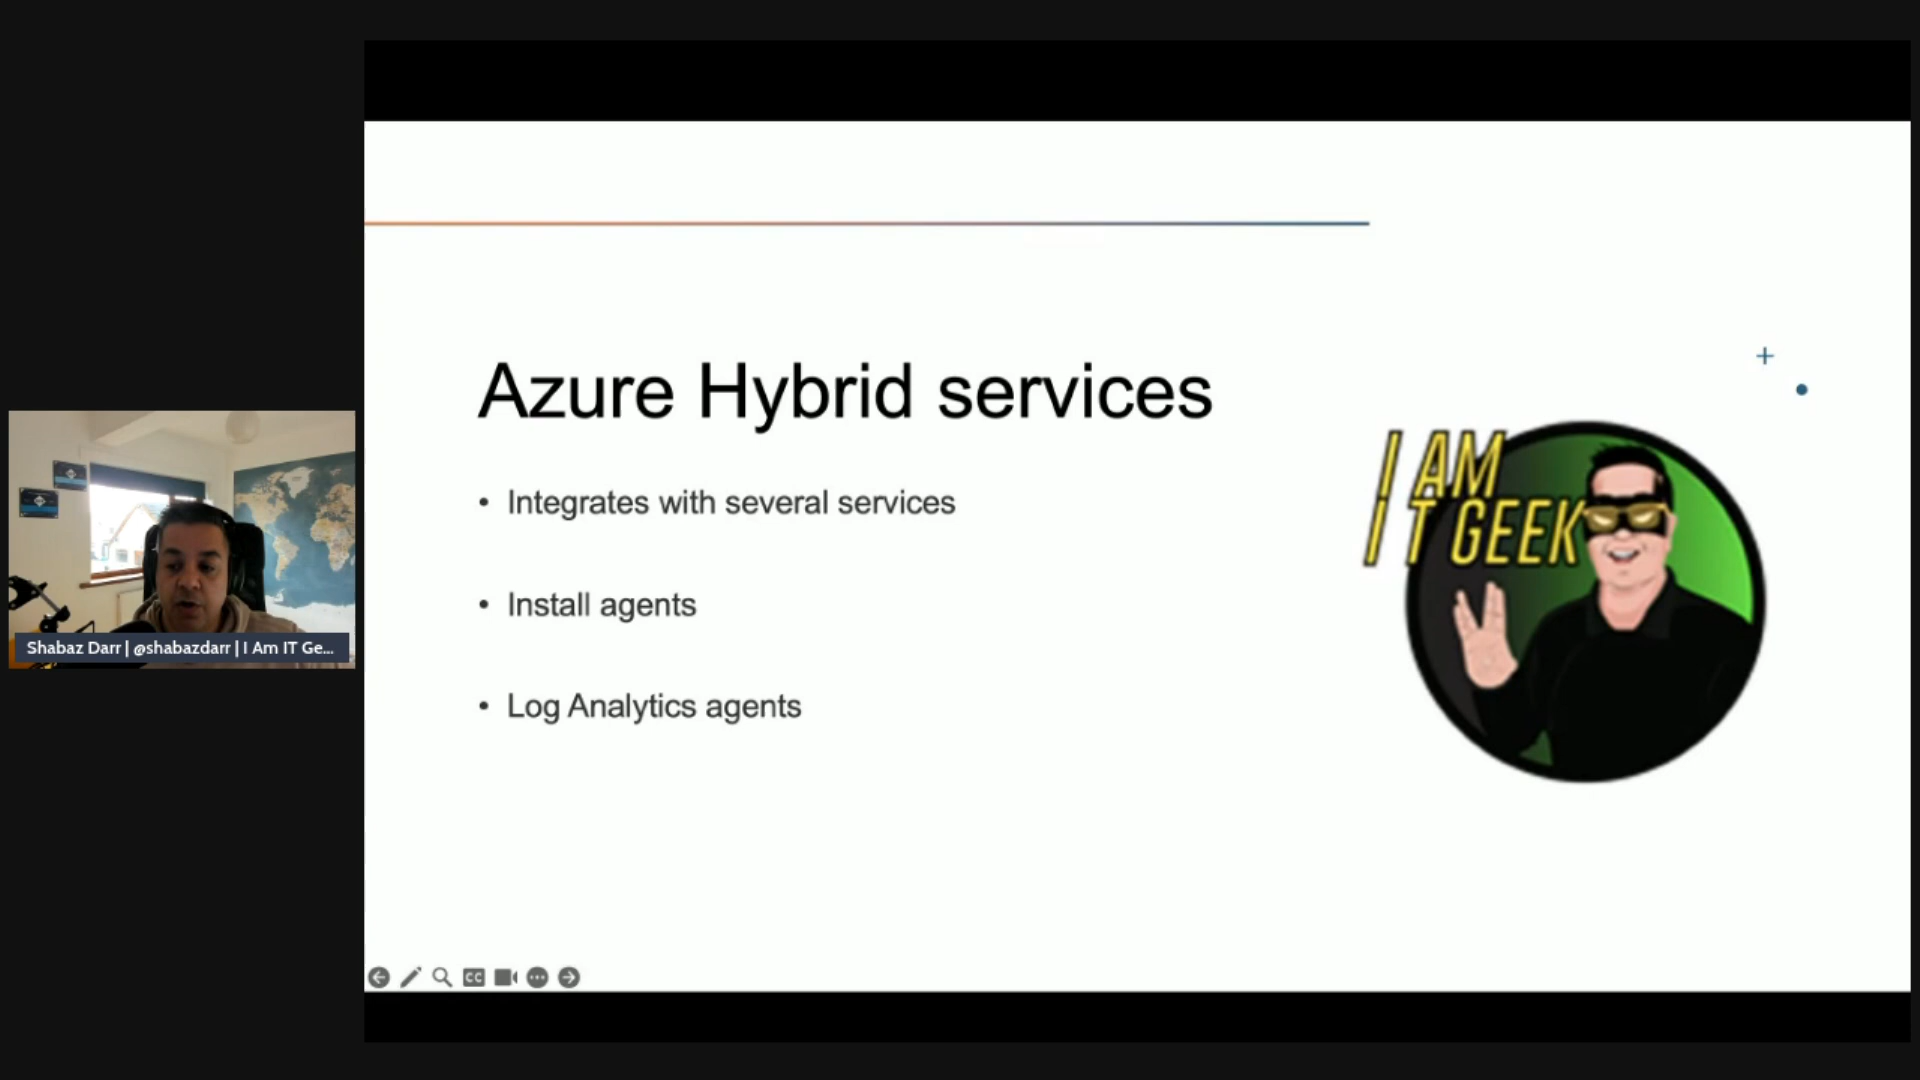 Azure Hybrid services
• Integrates with several services
• Install agents
• Log Analytics agents
I AM
I T GEEK
Shabaz Darr | @shabazdarr | I Am IT Ge...
CC